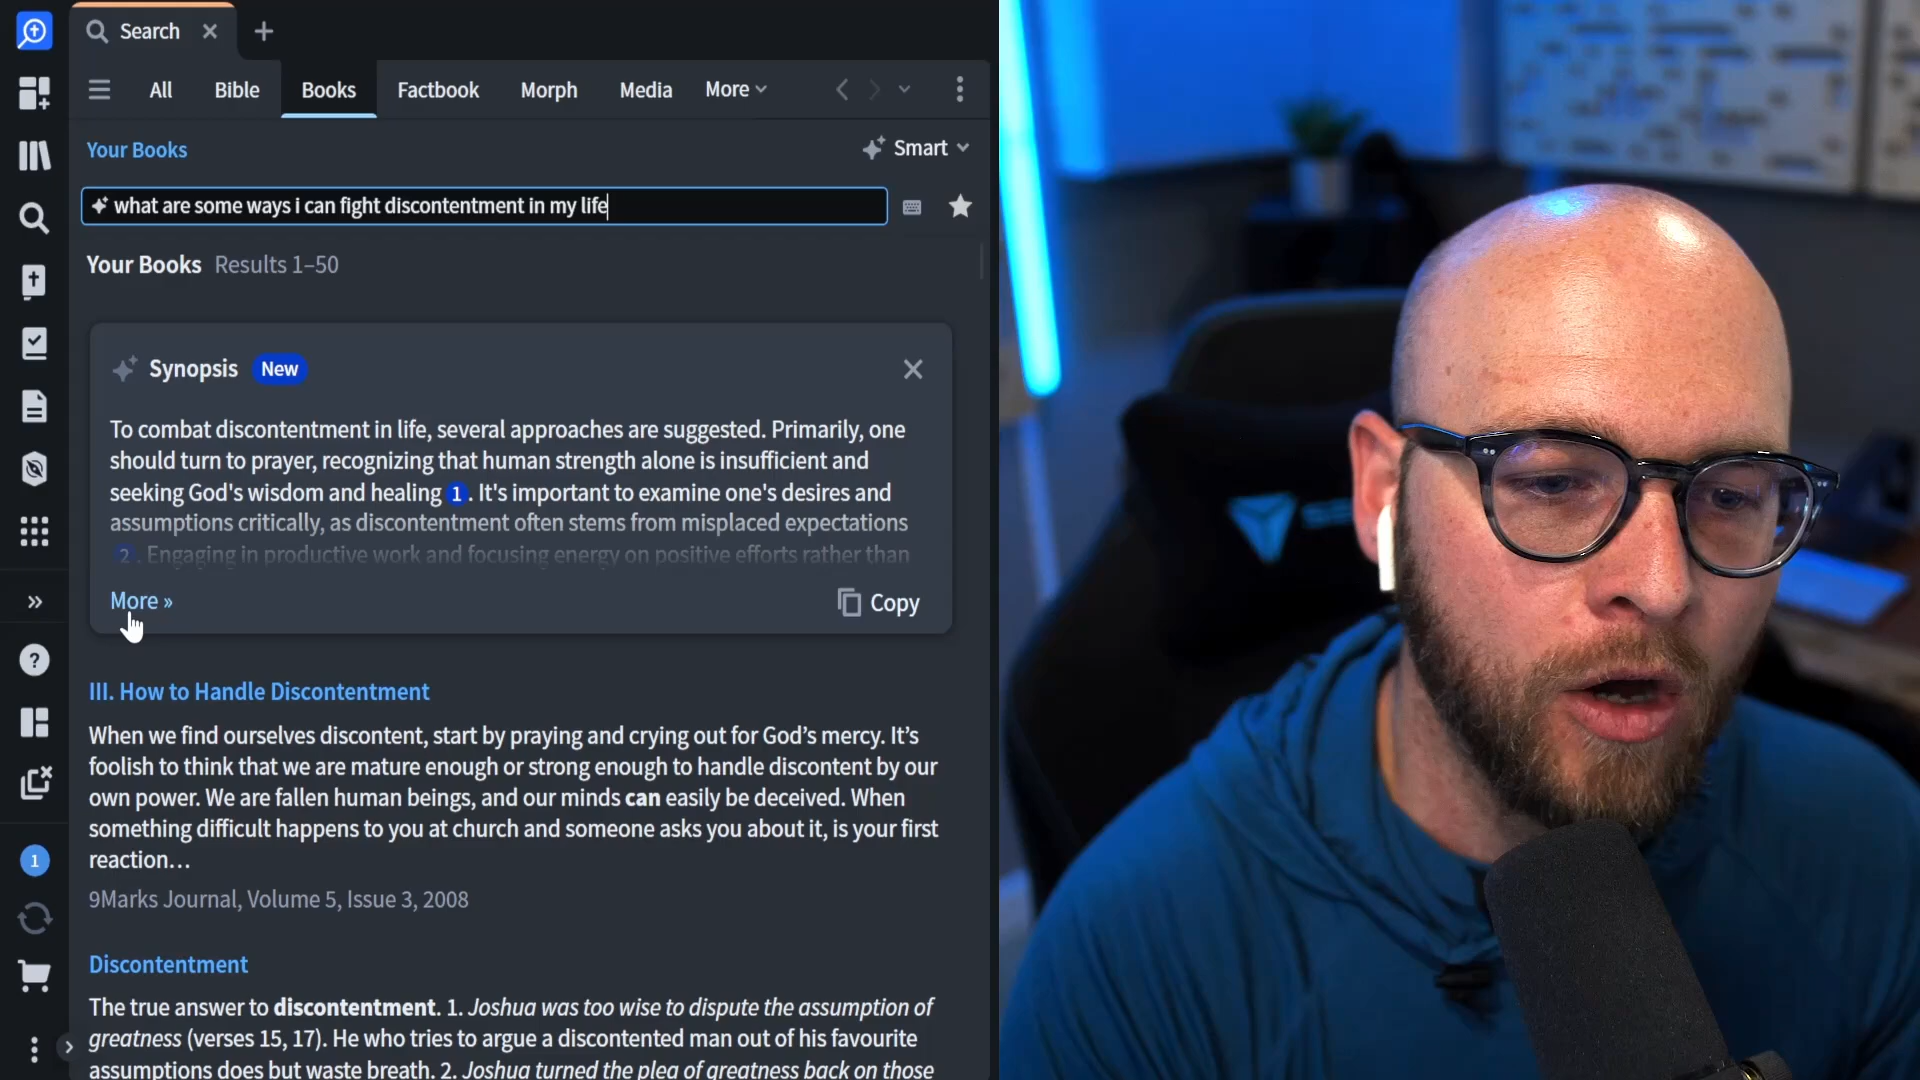 Search
All Bible Books Factbook Morph Media More
Your Books
Smart
what are some ways i can fight discontentment in my life
Your Books Results 1–50
Synopsis New
To combat discontentment in life, several approaches are suggested. Primarily, one
should turn to prayer, recognizing that human strength alone is insufficient and
seeking God's wisdom and healing 1. It's important to examine one's desires and
assumptions critically, as discontentment often stems from misplaced expectations
2. Engaging in productive work and focusing energy on positive efforts rather than
More »
Copy
III. How to Handle Discontentment
When we find ourselves discontent, start by praying and crying out for God’s mercy. It’s
foolish to think that we are mature enough or strong enough to handle discontent by our
own power. We are fallen human beings, and our minds can easily be deceived. When
something difficult happens to you at church and someone asks you about it, is your first
reaction…
9Marks Journal, Volume 5, Issue 3, 2008
Discontentment
The true answer to discontentment. 1. Joshua was too wise to dispute the assumption of
greatness (verses 15, 17). He who tries to argue a discontented man out of his favourite
assumptions does but waste breath. 2. Joshua turned the plea of greatness back on those
1